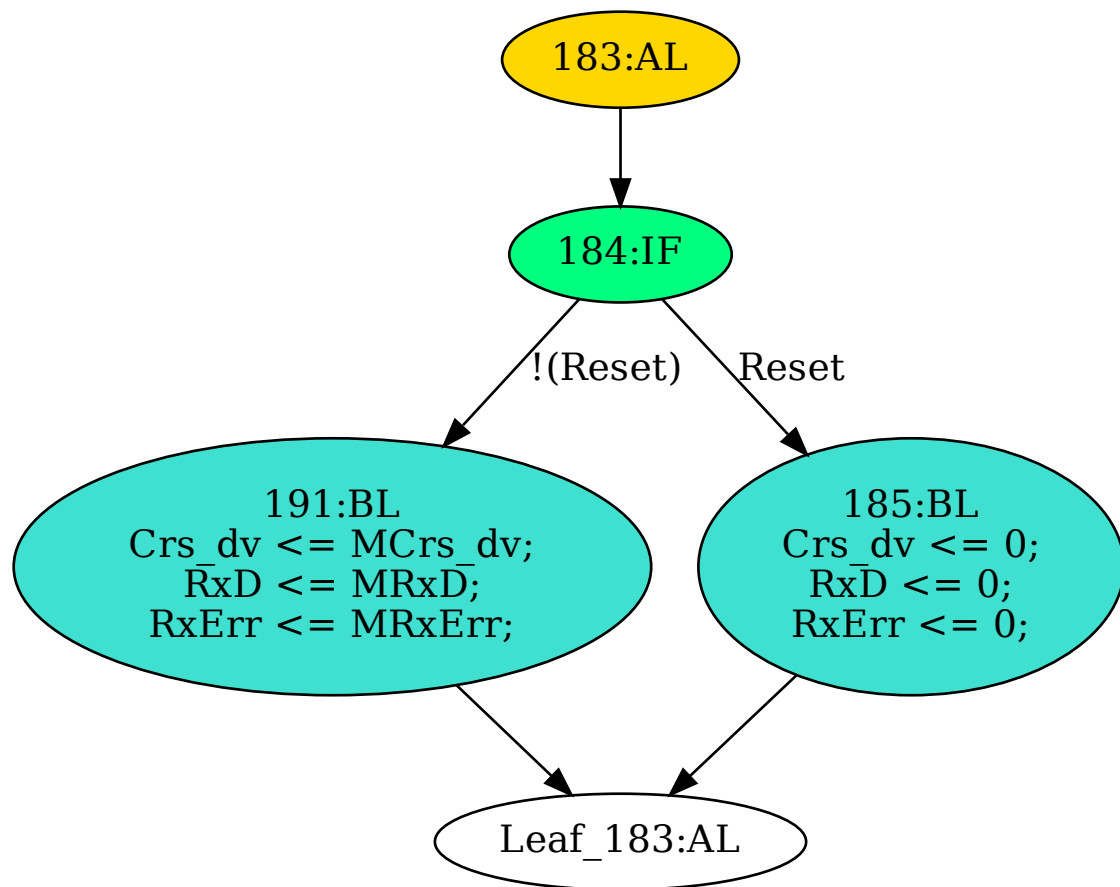 183:AL
184:IF
!(Reset)
Reset
191:BL
Crs_dv <= MCrs_dv;
RxD <= MRxD;
RxErr <= MRxErr;
185:BL
Crs_dv <= 0;
RxD <= 0;
RxErr <= 0;
Leaf_183:AL